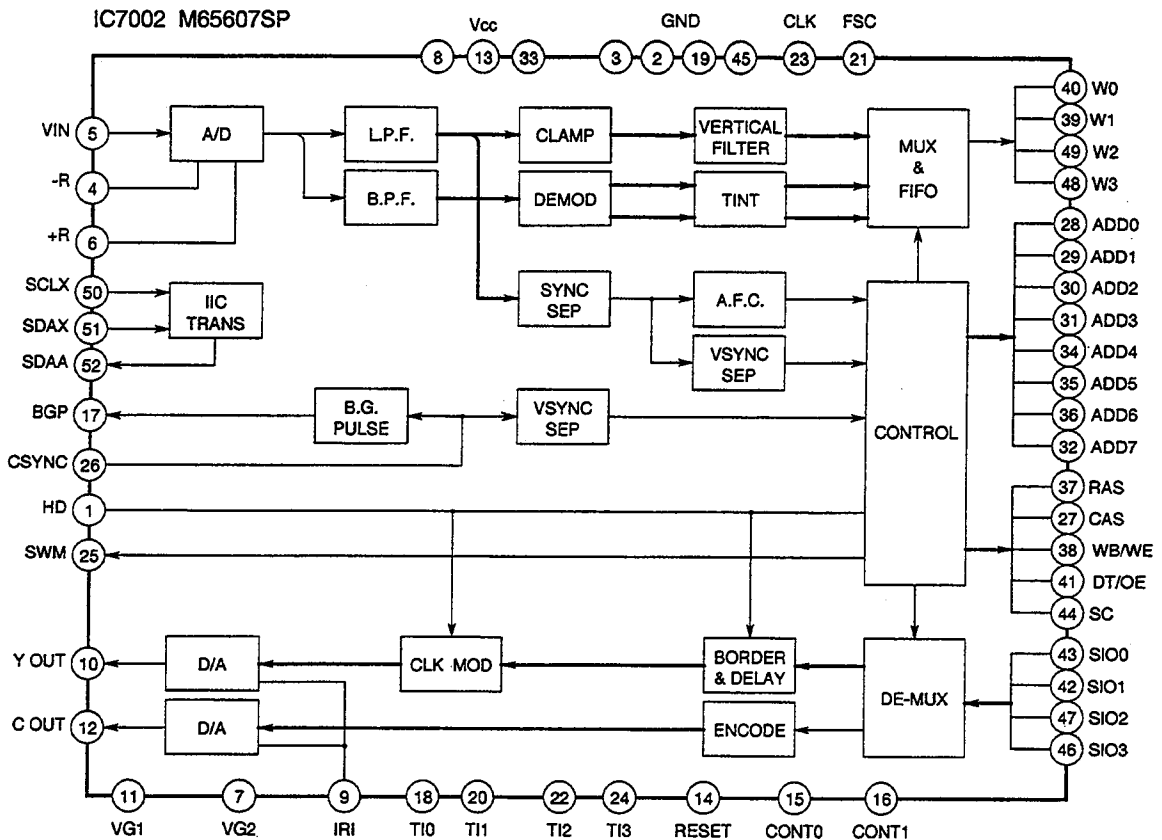 IC7002 M65607SP
Vcc
GND
CLK
FSC
8
13
33
3
2
19
45
23
21
VIN
5
-R
4
+R
6
SCLX
50
SDAX
51
SDAA
52
BGP
17
CSYNC
26
HD
1
SWM
25
Y OUT
10
C OUT
12
A/D
L.P.F.
CLAMP
VERTICAL
FILTER
MUX
&
FIFO
B.P.F.
DEMOD
TINT
IIC
TRANS
SYNC
SEP
A.F.C.
VSYNC
SEP
B.G.
PULSE
VSYNC
SEP
CONTROL
D/A
CLK MOD
BORDER
& DELAY
DE-MUX
D/A
ENCODE
40 W0
39 W1
49 W2
48 W3
28 ADD0
29 ADD1
30 ADD2
31 ADD3
34 ADD4
35 ADD5
36 ADD6
32 ADD7
37 RAS
27 CAS
38 WB/WE
41 DT/OE
44 SC
43 SIO0
42 SIO1
47 SIO2
46 SIO3
11
7
9
18
20
22
24
14
15
16
VG1
VG2
IRI
TI0
TI1
TI2
TI3
RESET
CONT0
CONT1